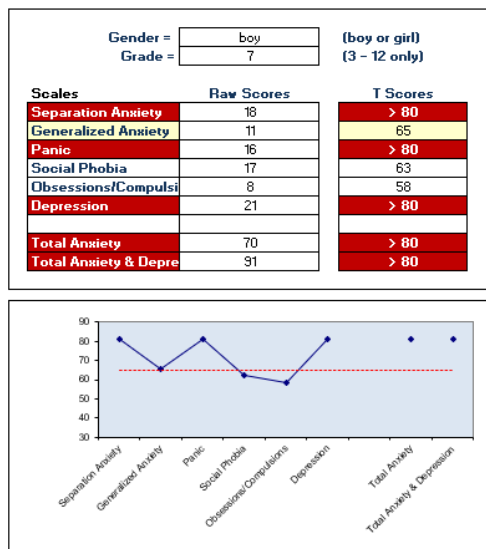 Gender = boy (boy or girl)
Grade = 7 (3 - 12 only)
Scales Raw Scores T Scores
Separation Anxiety 18 > 80
Generalized Anxiety 11 65
Panic 16 > 80
Social Phobia 17 63
Obsessions/Compulsi 8 58
Depression 21 > 80
Total Anxiety 70 > 80
Total Anxiety & Depre 91 > 80
90
80
70
60
50
40
30
Separation Anxiety
Generalized Anxiety
Panic
Social Phobia
Obsessions/Compulsions
Depression
Total Anxiety
Total Anxiety & Depression